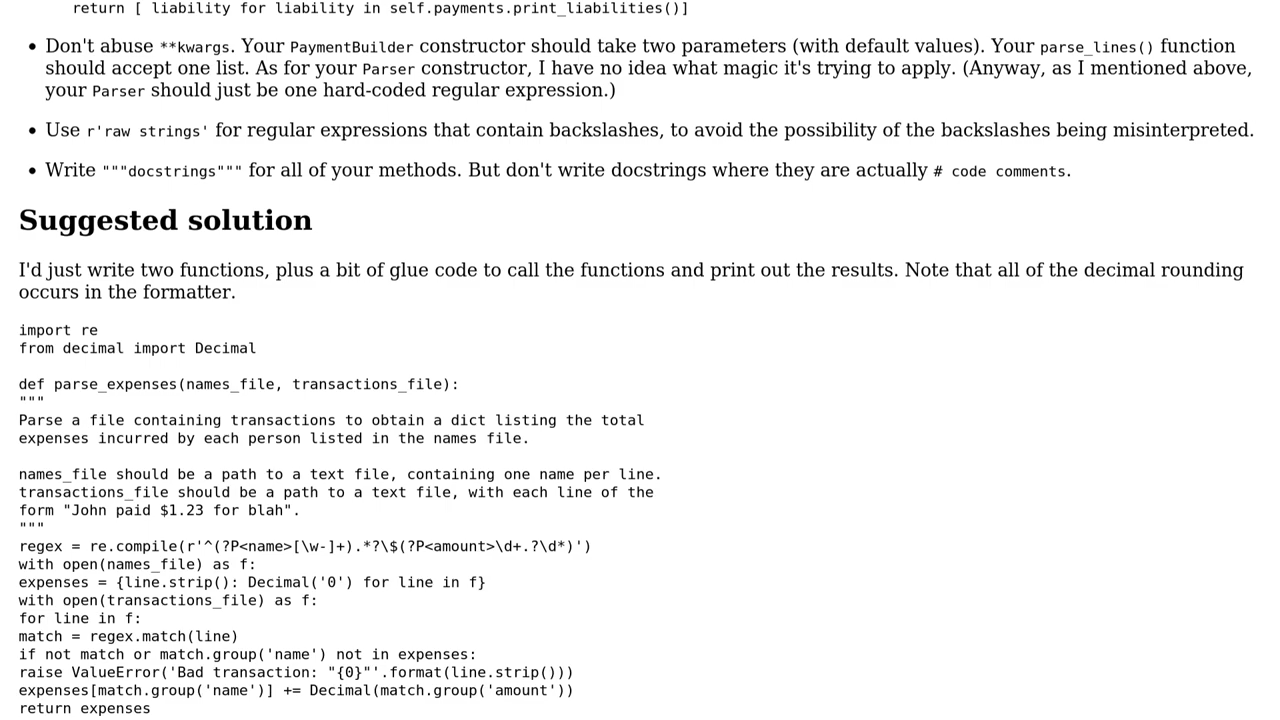 return [ liability for liability in self.payments.print_liabilities()]
• Don't abuse **kwargs. Your PaymentBuilder constructor should take two parameters (with default values). Your parse_lines() function
should accept one list. As for your Parser constructor, I have no idea what magic it's trying to apply. (Anyway, as I mentioned above,
your Parser should just be one hard-coded regular expression.)
• Use r'raw strings' for regular expressions that contain backslashes, to avoid the possibility of the backslashes being misinterpreted.
• Write """docstrings""" for all of your methods. But don't write docstrings where they are actually # code comments.
Suggested solution
I'd just write two functions, plus a bit of glue code to call the functions and print out the results. Note that all of the decimal rounding
occurs in the formatter.
import re
from decimal import Decimal
def parse_expenses(names_file, transactions_file):
"""
Parse a file containing transactions to obtain a dict listing the total
expenses incurred by each person listed in the names file.
names_file should be a path to a text file, containing one name per line.
transactions_file should be a path to a text file, with each line of the
form "John paid $1.23 for blah".
"""
regex = re.compile(r'^(?P<name>[\w-]+).*?\$(?P<amount>\d+.?\d*)')
with open(names_file) as f:
expenses = {line.strip(): Decimal('0') for line in f}
with open(transactions_file) as f:
for line in f:
match = regex.match(line)
if not match or match.group('name') not in expenses:
raise ValueError('Bad transaction: "{0}"'.format(line.strip()))
expenses[match.group('name')] += Decimal(match.group('amount'))
return expenses